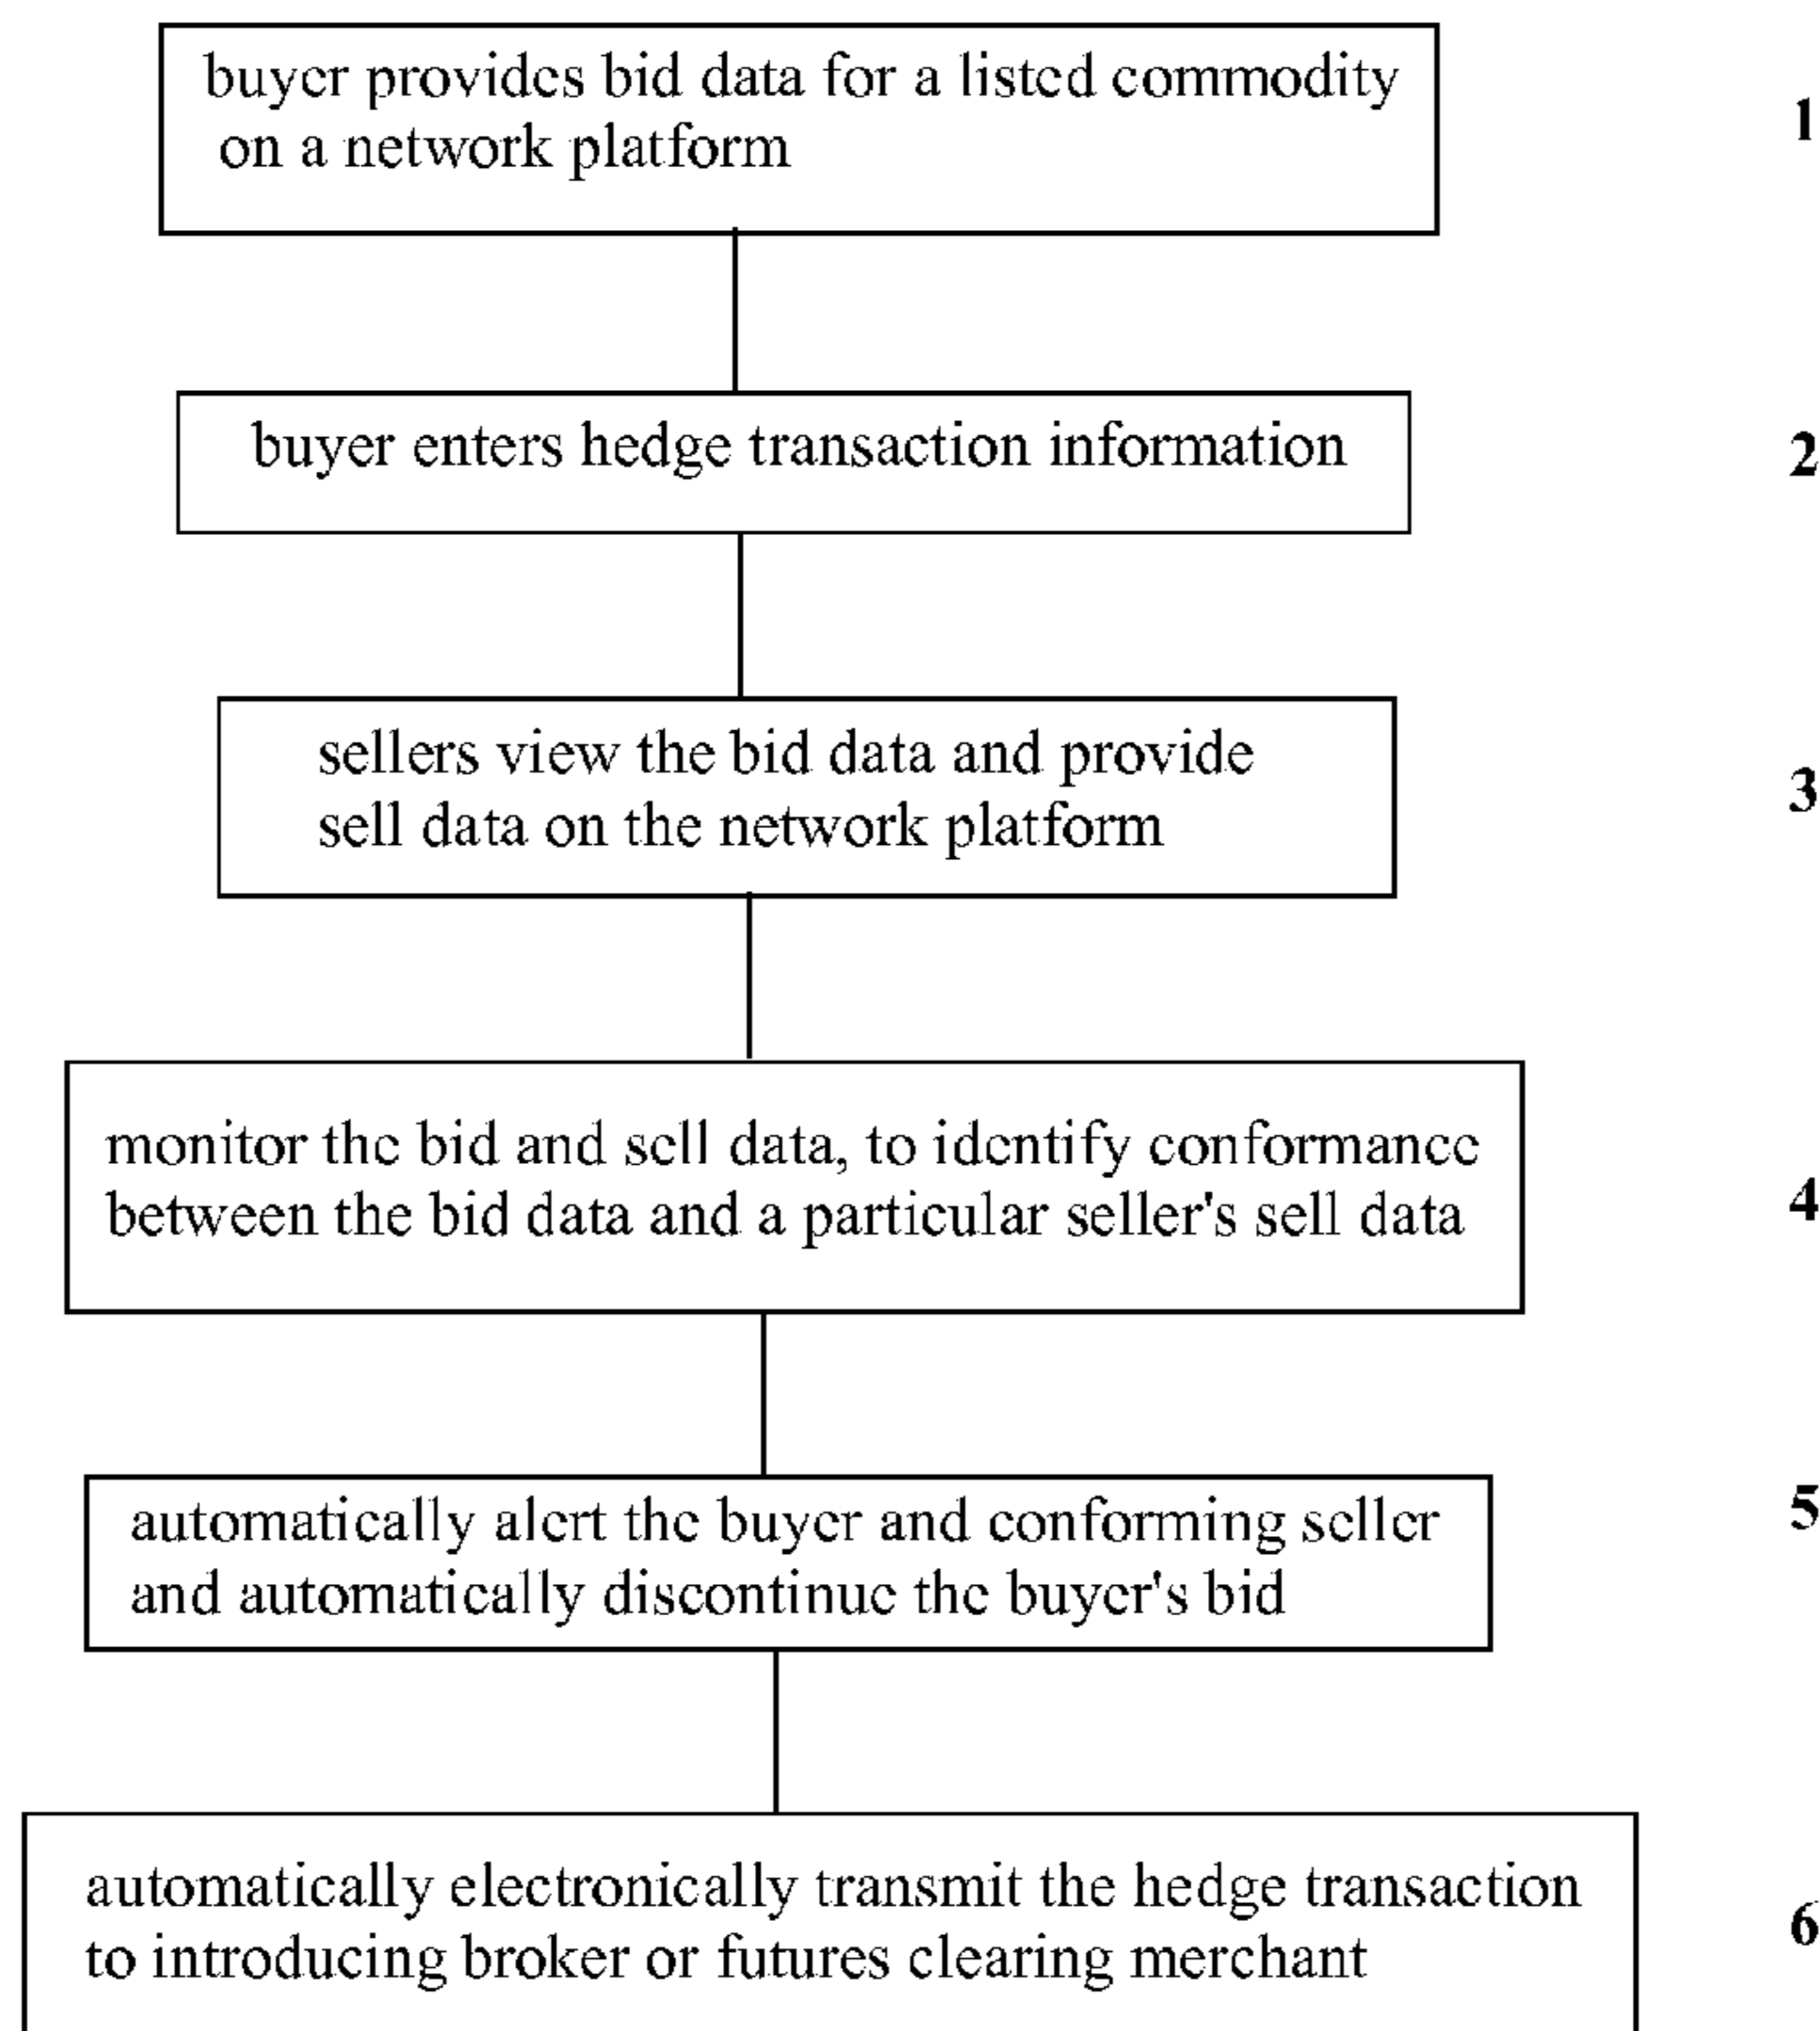 buyer provides bid data for a listed commodity
on a network platform
1
buyer enters hedge transaction information
2
sellers view the bid data and provide
sell data on the network platform
3
monitor the bid and sell data, to identify conformance
between the bid data and a particular seller's sell data
4
automatically alert the buyer and conforming seller
and automatically discontinue the buyer's bid
5
automatically electronically transmit the hedge transaction
to introducing broker or futures clearing merchant
6